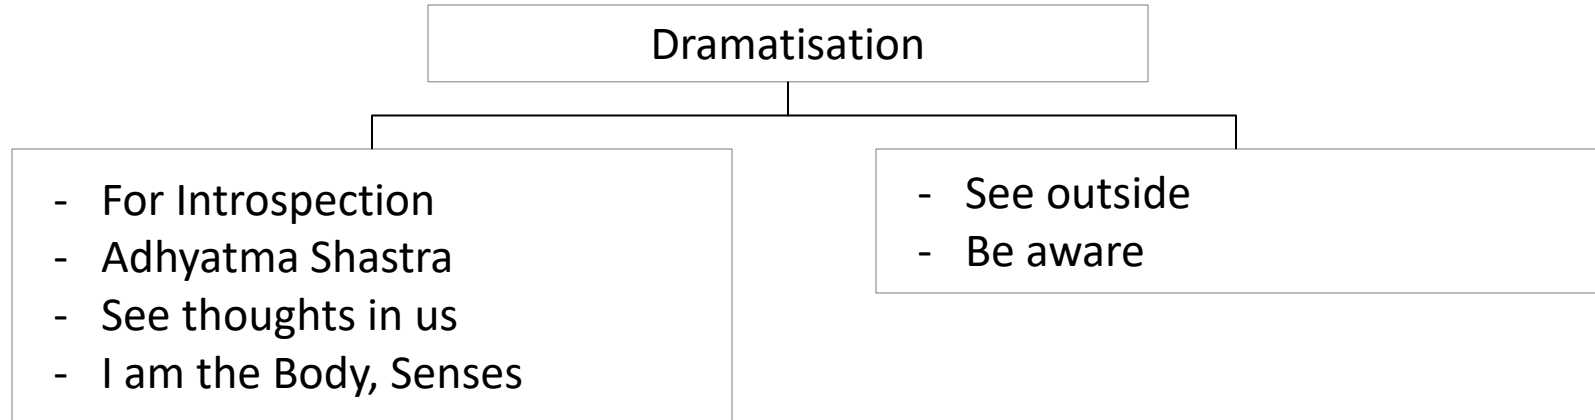 Dramatisation
- For Introspection
- Adhyatma Shastra
- See thoughts in us
- I am the Body, Senses
- See outside
- Be aware